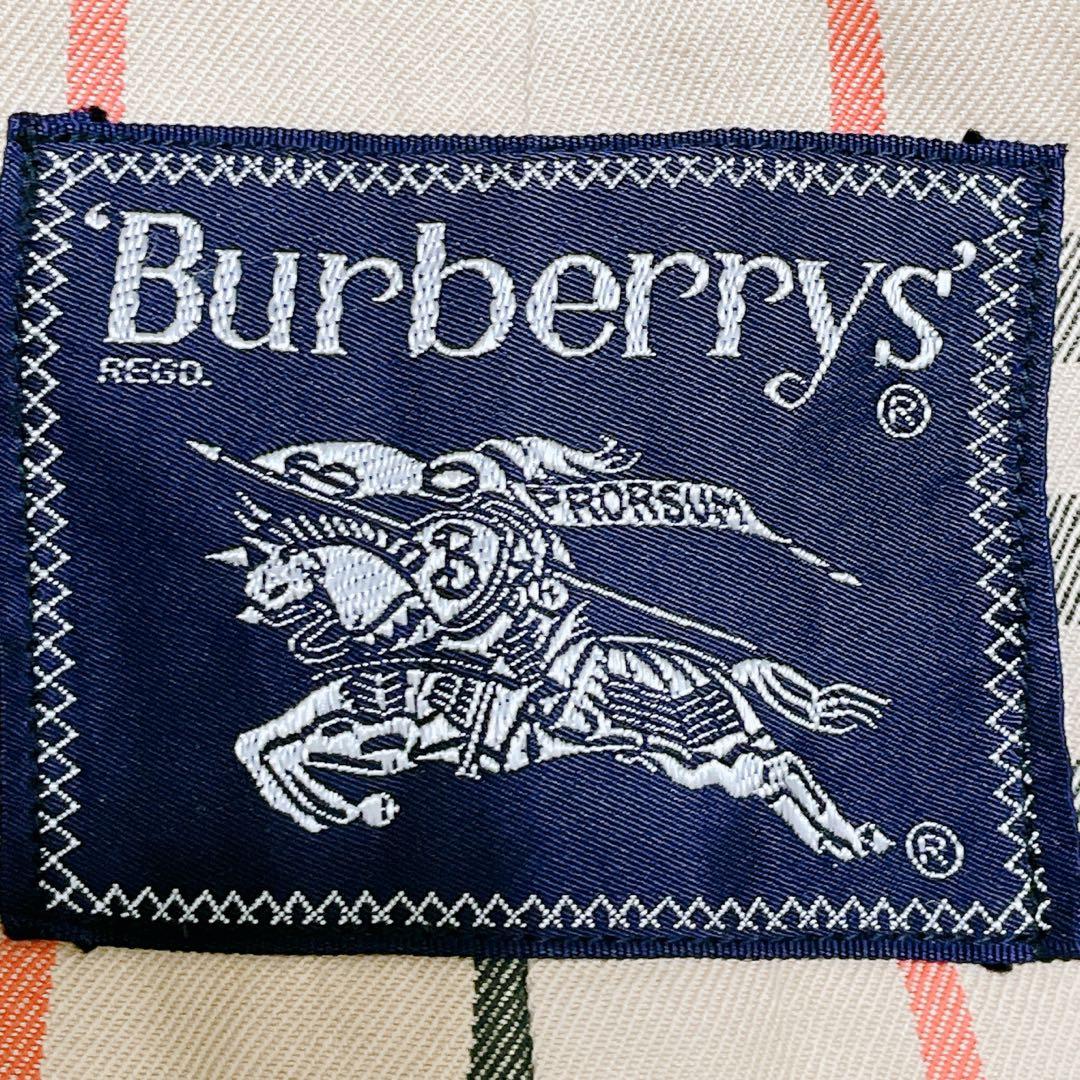 ‘Burberrys’
REGD. ®
B
PRORSUM
®